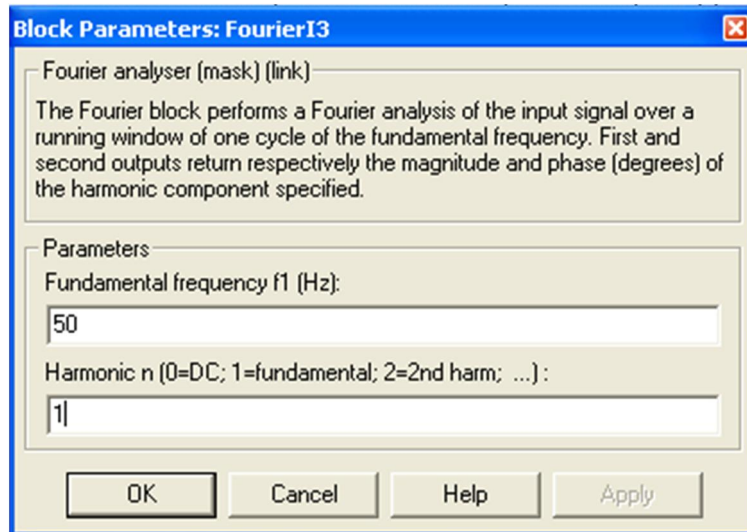 Block Parameters: FourierI3
Fourier analyser (mask) (link)
The Fourier block performs a Fourier analysis of the input signal over a
running window of one cycle of the fundamental frequency. First and
second outputs return respectively the magnitude and phase (degrees) of
the harmonic component specified.
Parameters
Fundamental frequency f1 (Hz):
50
Harmonic n (0=DC; 1=fundamental; 2=2nd harm; ...) :
1
OK Cancel Help Apply